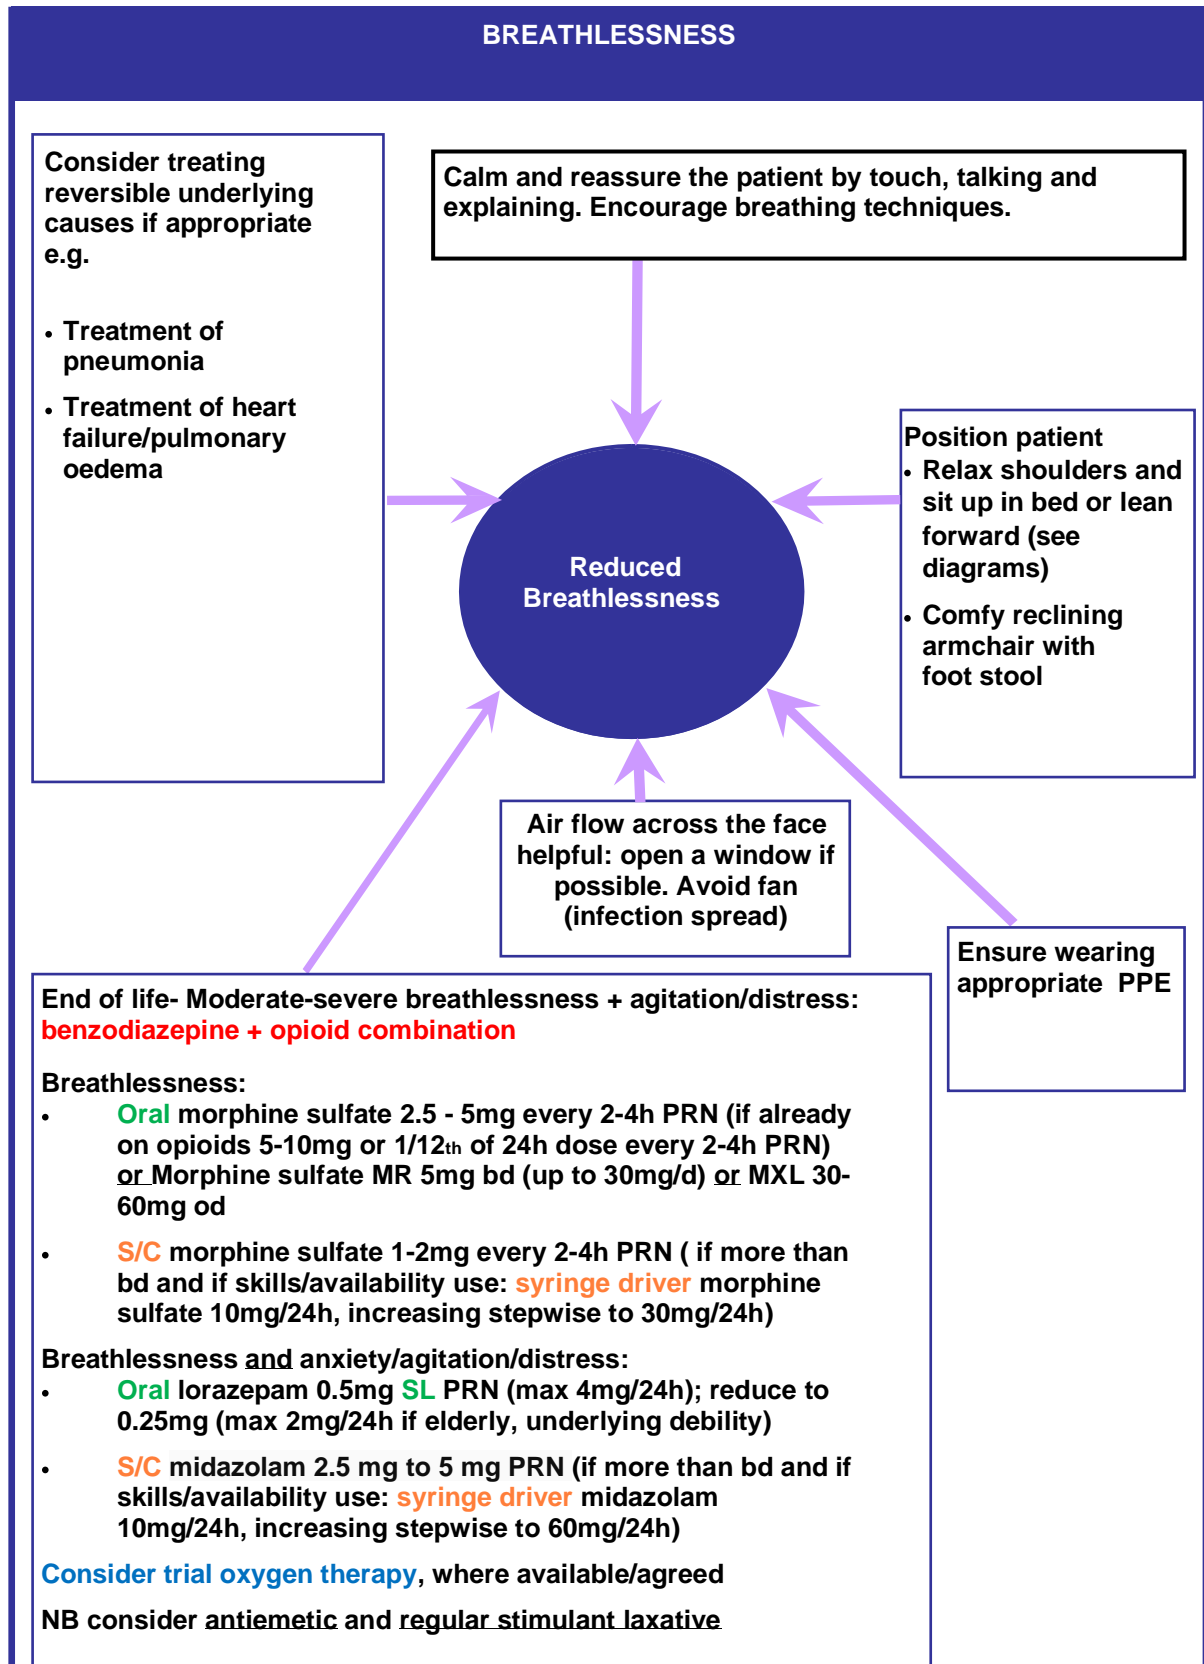 BREATHLESSNESS
Consider treating
reversible underlying
causes if appropriate
e.g.
• Treatment of
pneumonia
• Treatment of heart
failure/pulmonary
oedema
Calm and reassure the patient by touch, talking and
explaining. Encourage breathing techniques.
Position patient
• Relax shoulders and
sit up in bed or lean
forward (see
diagrams)
• Comfy reclining
armchair with
foot stool
Reduced
Breathlessness
Air flow across the face
helpful: open a window if
possible. Avoid fan
(infection spread)
Ensure wearing
appropriate PPE
End of life- Moderate-severe breathlessness + agitation/distress:
benzodiazepine + opioid combination
Breathlessness:
• Oral morphine sulfate 2.5 - 5mg every 2-4h PRN (if already
on opioids 5-10mg or 1/12th of 24h dose every 2-4h PRN)
or Morphine sulfate MR 5mg bd (up to 30mg/d) or MXL 30-
60mg od
• S/C morphine sulfate 1-2mg every 2-4h PRN ( if more than
bd and if skills/availability use: syringe driver morphine
sulfate 10mg/24h, increasing stepwise to 30mg/24h)
Breathlessness and anxiety/agitation/distress:
• Oral lorazepam 0.5mg SL PRN (max 4mg/24h); reduce to
0.25mg (max 2mg/24h if elderly, underlying debility)
• S/C midazolam 2.5 mg to 5 mg PRN (if more than bd and if
skills/availability use: syringe driver midazolam
10mg/24h, increasing stepwise to 60mg/24h)
Consider trial oxygen therapy, where available/agreed
NB consider antiemetic and regular stimulant laxative